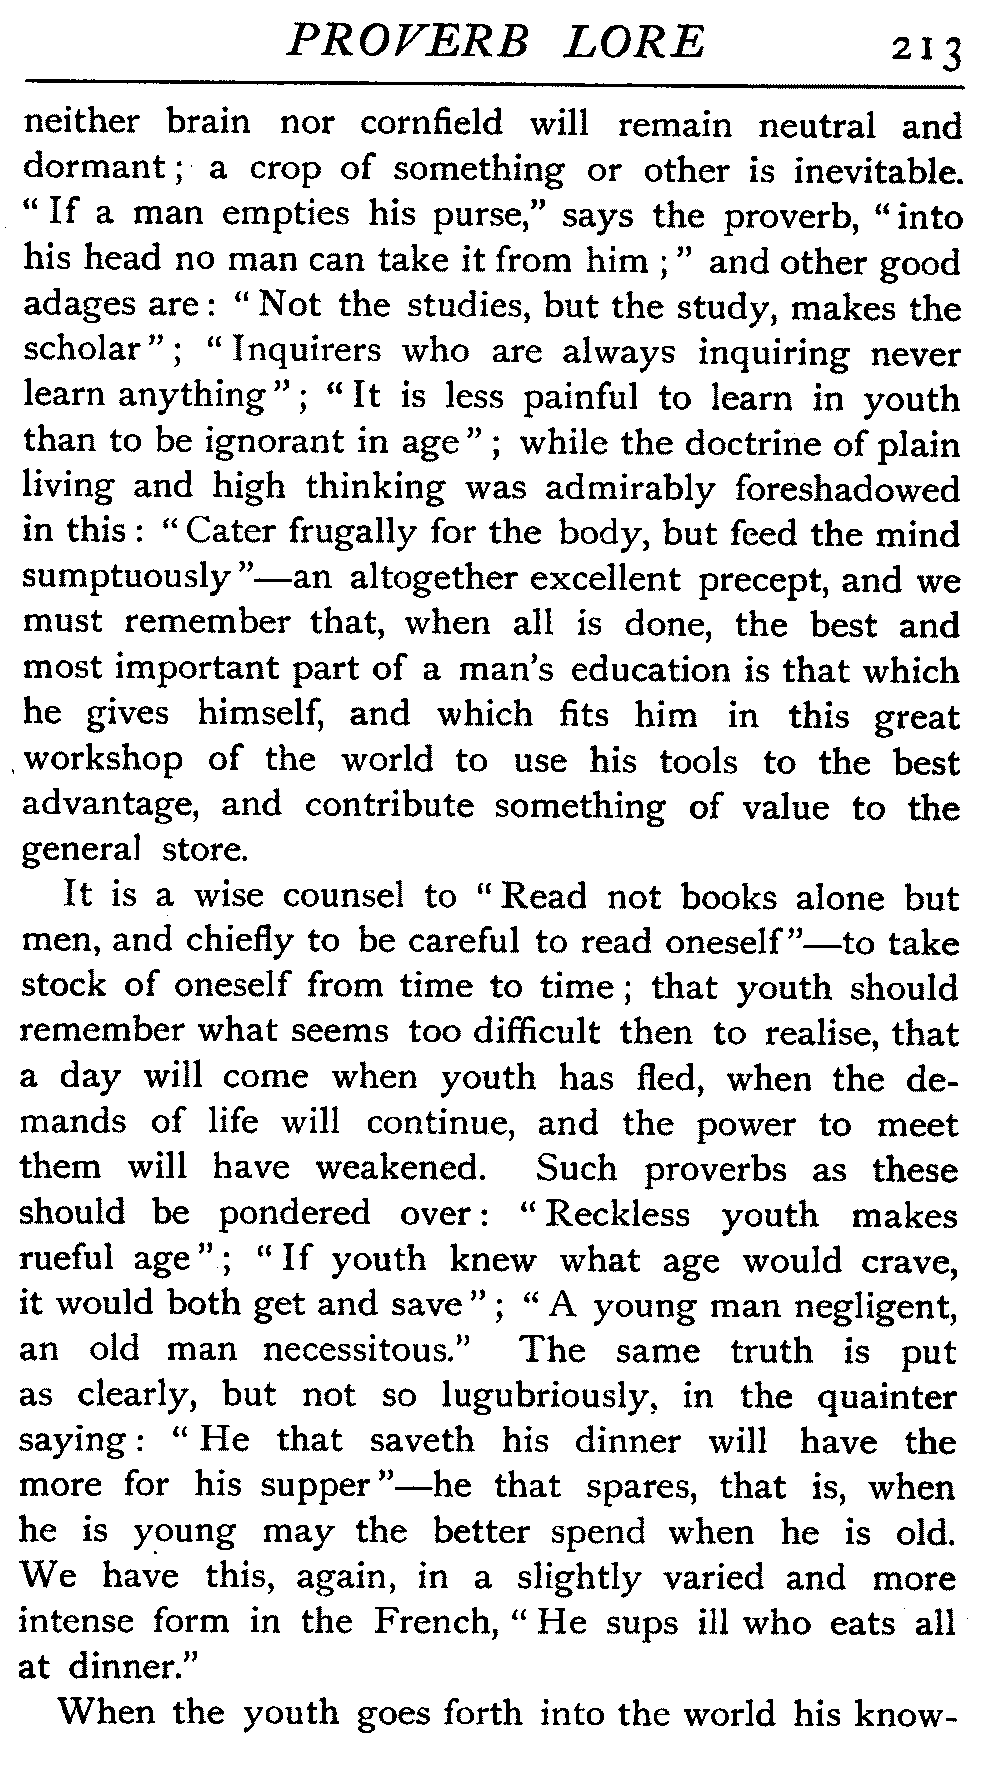 PROVERB LORE 213
neither brain nor cornfield will remain neutral and
dormant; a crop of something or other is inevitable.
“If a man empties his purse,” says the proverb, “into
his head no man can take it from him;” and other good
adages are: “Not the studies, but the study, makes the
scholar”; “Inquirers who are always inquiring never
learn anything”; “It is less painful to learn in youth
than to be ignorant in age”; while the doctrine of plain
living and high thinking was admirably foreshadowed
in this: “Cater frugally for the body, but feed the mind
sumptuously”—an altogether excellent precept, and we
must remember that, when all is done, the best and
most important part of a man's education is that which
he gives himself, and which fits him in this great
workshop of the world to use his tools to the best
advantage, and contribute something of value to the
general store.
It is a wise counsel to “Read not books alone but
men, and chiefly to be careful to read oneself”—to take
stock of oneself from time to time; that youth should
remember what seems too difficult then to realise, that
a day will come when youth has fled, when the de-
mands of life will continue, and the power to meet
them will have weakened. Such proverbs as these
should be pondered over: “Reckless youth makes
rueful age”; “If youth knew what age would crave,
it would both get and save”; “A young man negligent,
an old man necessitous.” The same truth is put
as clearly, but not so lugubriously, in the quainter
saying: “He that saveth his dinner will have the
more for his supper”—he that spares, that is, when
he is young may the better spend when he is old.
We have this, again, in a slightly varied and more
intense form in the French, “He sups ill who eats all
at dinner.”
When the youth goes forth into the world his know-